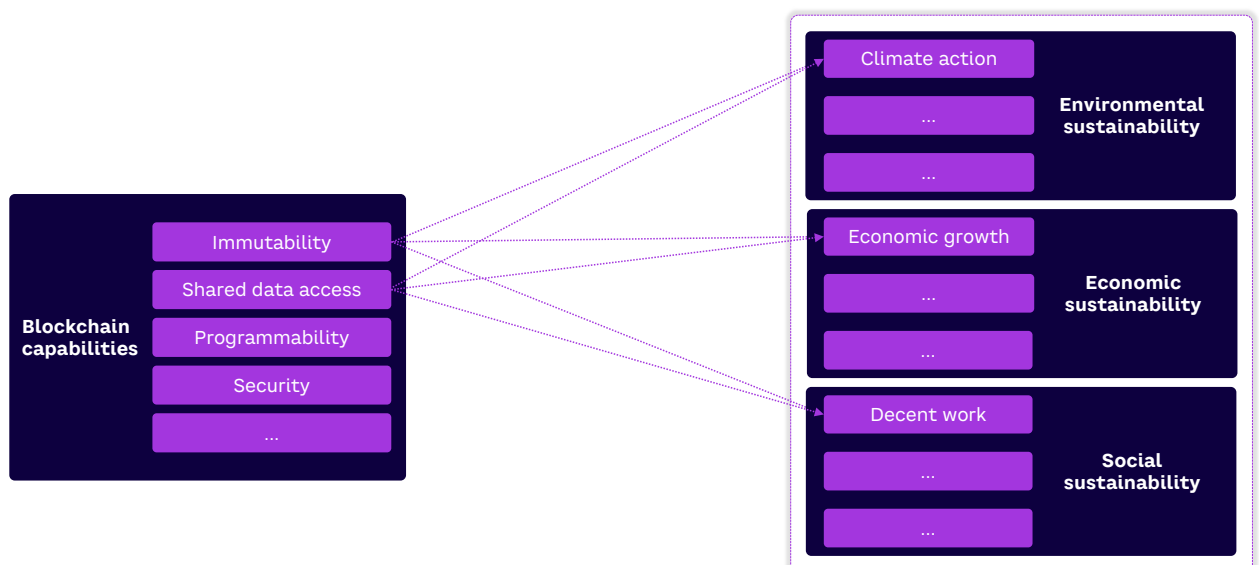 Blockchain
capabilities
Immutability
Shared data access
Programmability
Security
...
Climate action
...
...
Environmental
sustainability
Economic growth
...
...
Economic
sustainability
Decent work
...
...
Social
sustainability